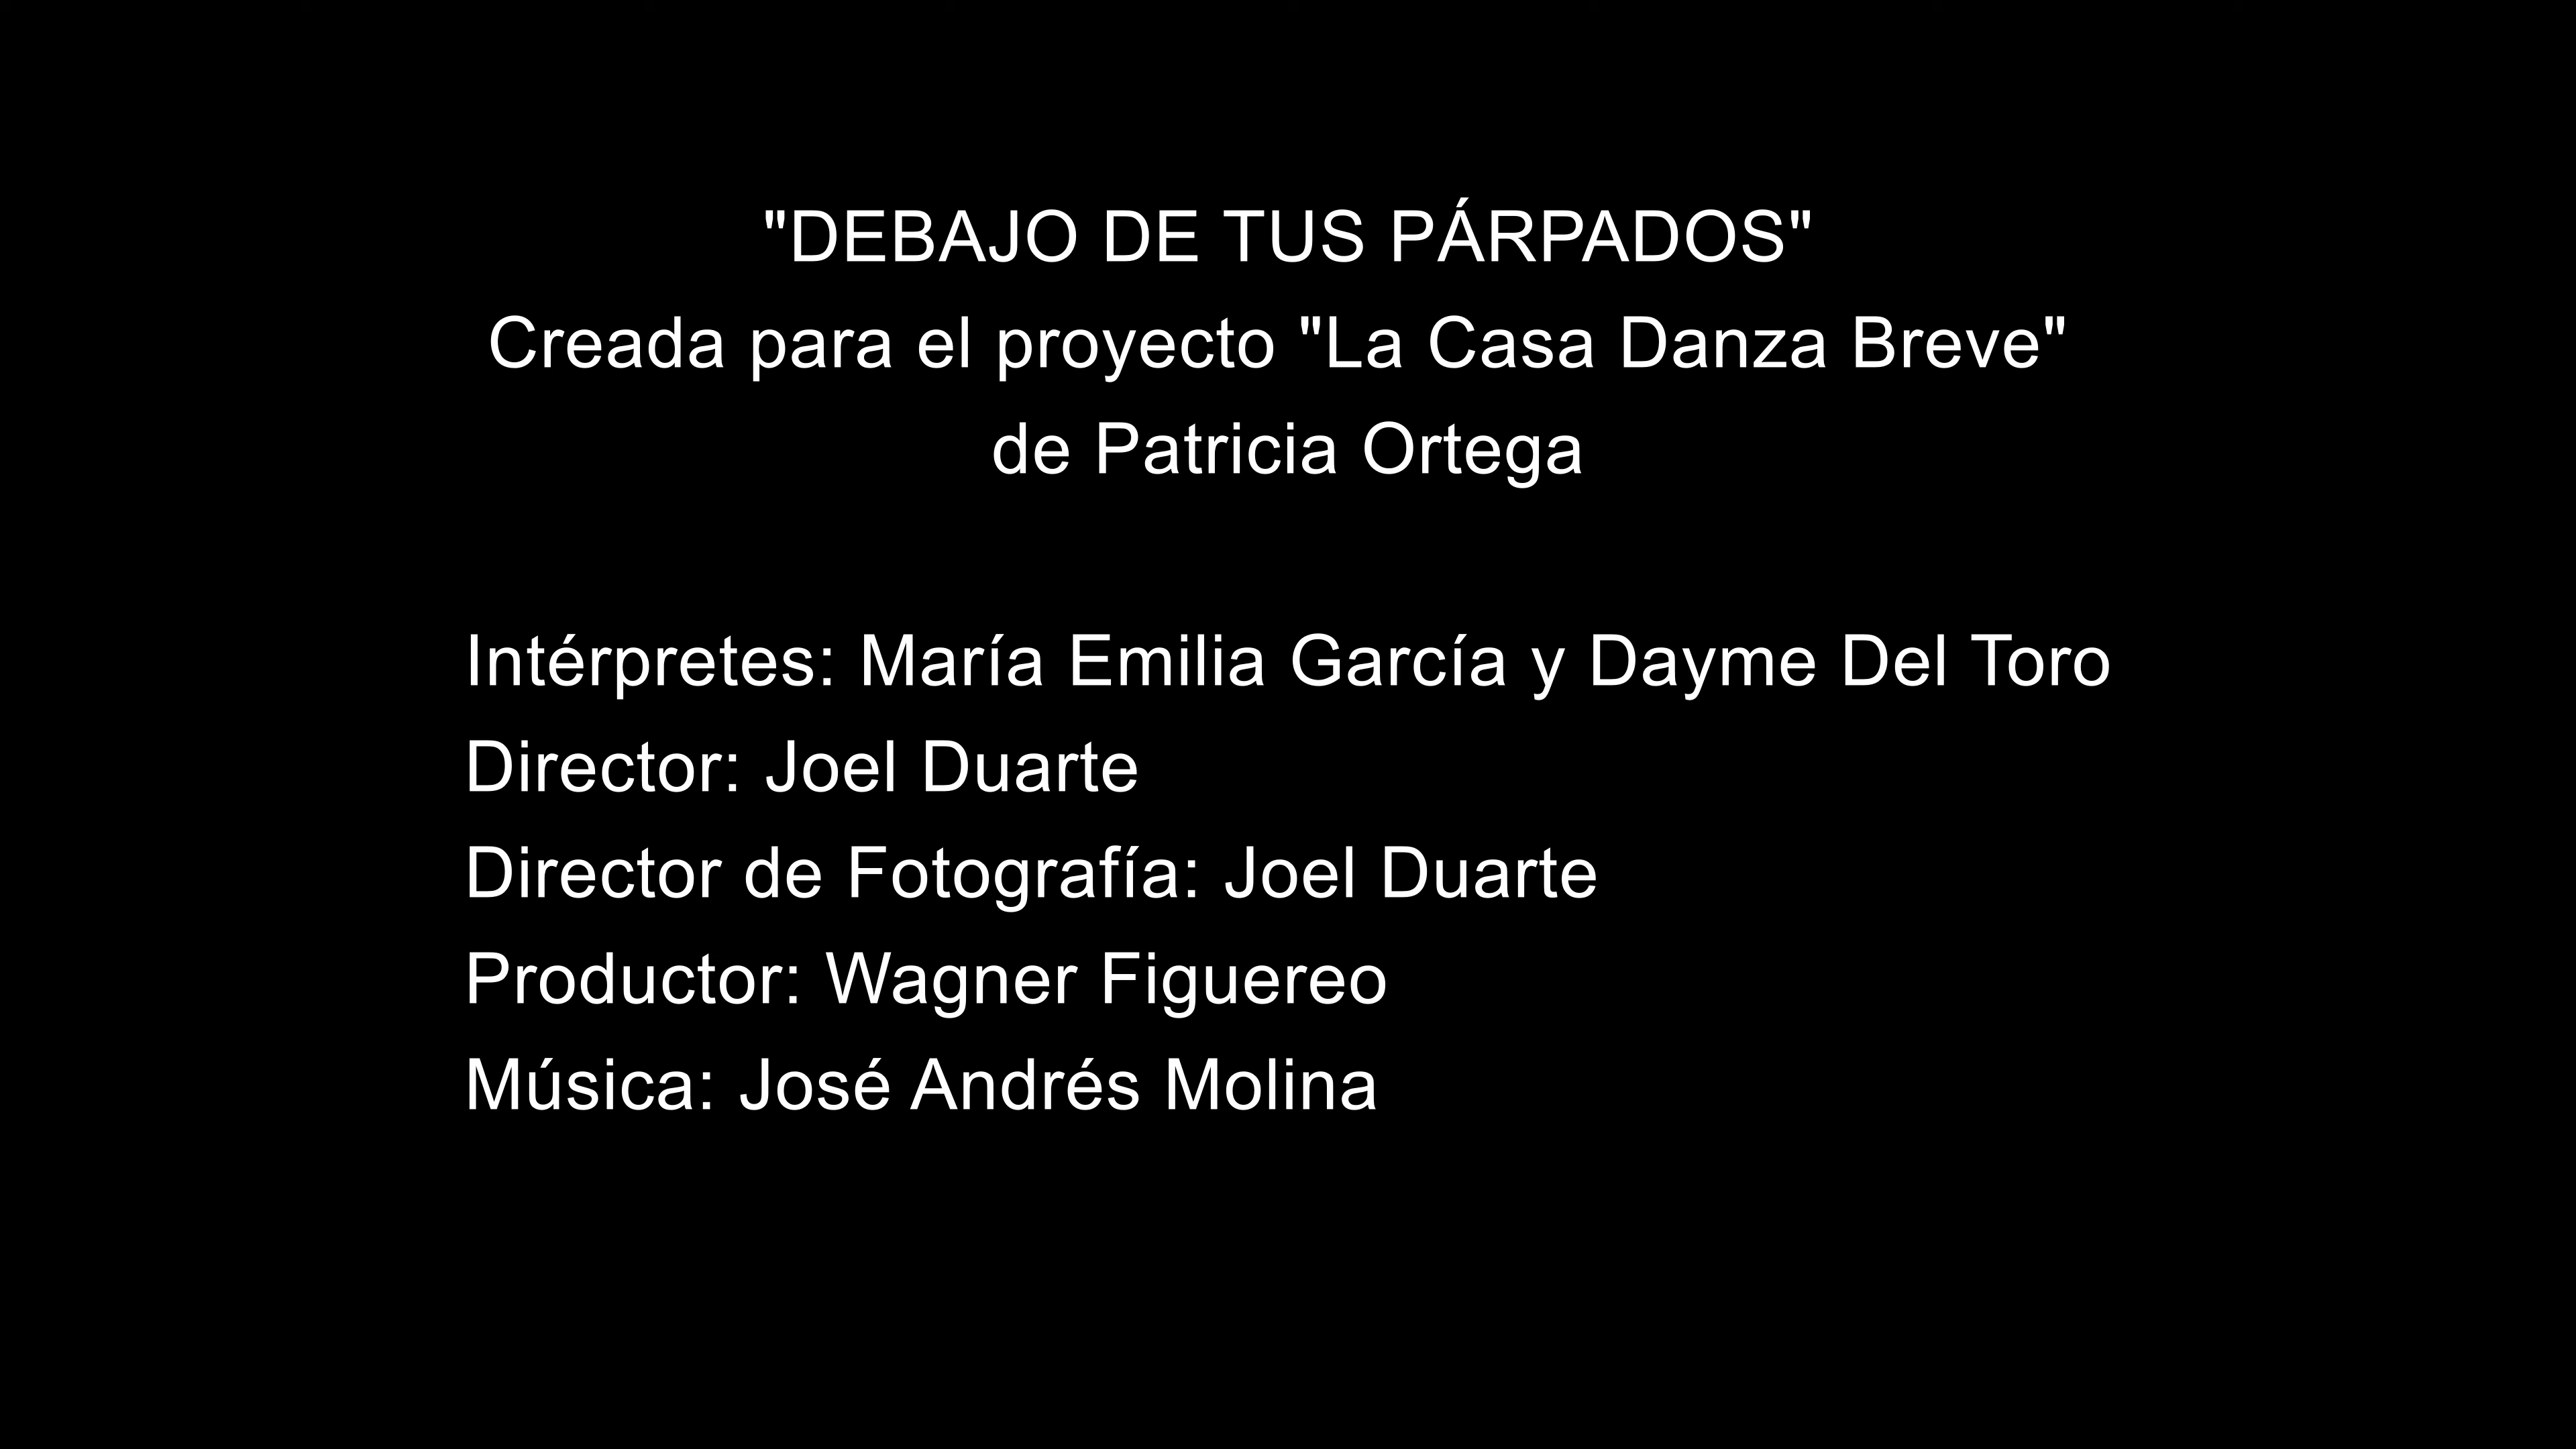 "DEBAJO DE TUS PÁRPADOS"
Creada para el proyecto "La Casa Danza Breve"
de Patricia Ortega
Intérpretes: María Emilia García y Dayme Del Toro
Director: Joel Duarte
Director de Fotografía: Joel Duarte
Productor: Wagner Figuereo
Música: José Andrés Molina